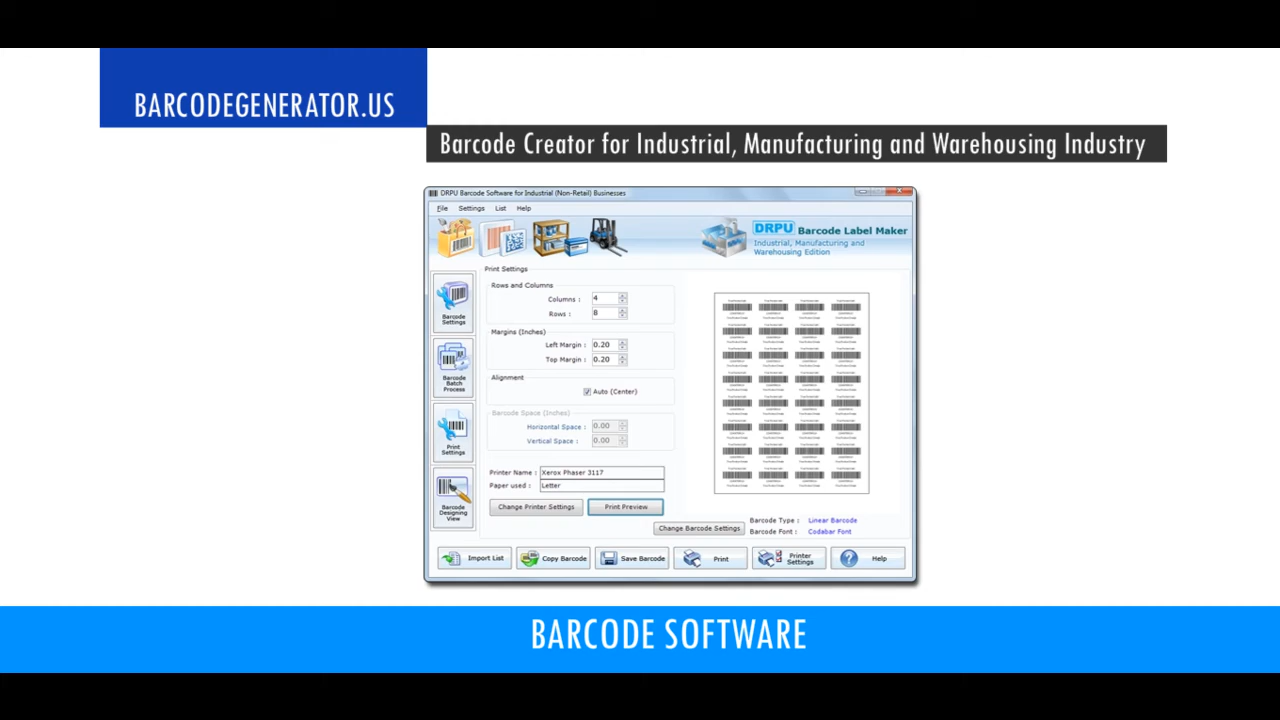 BARCODEGENERATOR.US
Barcode Creator for Industrial, Manufacturing and Warehousing Industry
DRPU Barcode Software for Industrial (Non-Retail) Businesses
File Settings List Help
DRPU Barcode Label Maker
Industrial, Manufacturing and
Warehousing Edition
Barcode
Settings
Barcode
Batch
Process
Print
Settings
Barcode
Designing
View
Print Settings
Rows and Columns
Columns : 4
Rows : 8
Margins (Inches)
Left Margin : 0.20
Top Margin : 0.20
Alignment
Auto (Center)
Barcode Space (Inches)
Horizontal Space : 0.00
Vertical Space : 0.00
Printer Name : Xerox Phaser 3117
Paper used : Letter
Change Printer Settings
Print Preview
Change Barcode Settings
Barcode Type : Linear Barcode
Barcode Font : Codabar Font
Import List
Copy Barcode
Save Barcode
Print
Printer
Settings
Help
BARCODE SOFTWARE